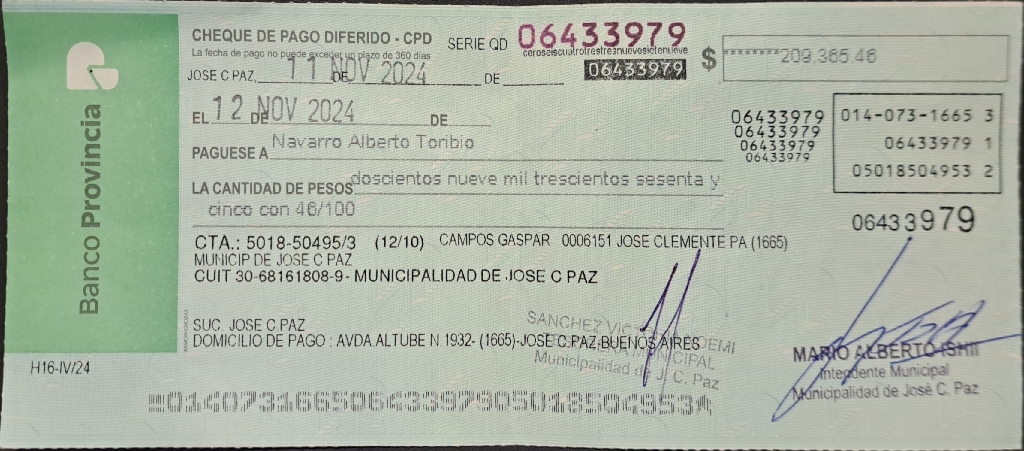 Banco Provincia
CHEQUE DE PAGO DIFERIDO - CPD
La fecha de pago no puede exceder un plazo de 360 días
SERIE QD 06433979
ceroseiscuatrotrestresnuevesietenueve
06433979
$ ********209,365.46
JOSE C PAZ, 11 DE NOV 2024 DE
EL 12 DE NOV 2024 DE
PAGUESE A Navarro Alberto Toribio
LA CANTIDAD DE PESOS doscientos nueve mil trescientos sesenta y
cinco con 46/100
06433979
06433979
06433979
06433979
014-073-1665 3
06433979 1
05018504953 2
06433979
CTA.: 5018-50495/3 (12/10) CAMPOS GASPAR 0006151 JOSE CLEMENTE PA (1665)
MUNICIP DE JOSE C PAZ
CUIT 30-68161808-9- MUNICIPALIDAD DE JOSE C PAZ
SUC. JOSE C.PAZ
DOMICILIO DE PAGO : AVDA ALTUBE N.1932- (1665)-JOSE C.PAZ,BUENOS AIRES
SANCHEZ
MUNICIPAL
Municipalidad de J. C. Paz
MARIO ALBERTO ISHII
Intendente Municipal
Municipalidad de José C. Paz
H16-IV/24
01407316650643397905018504953